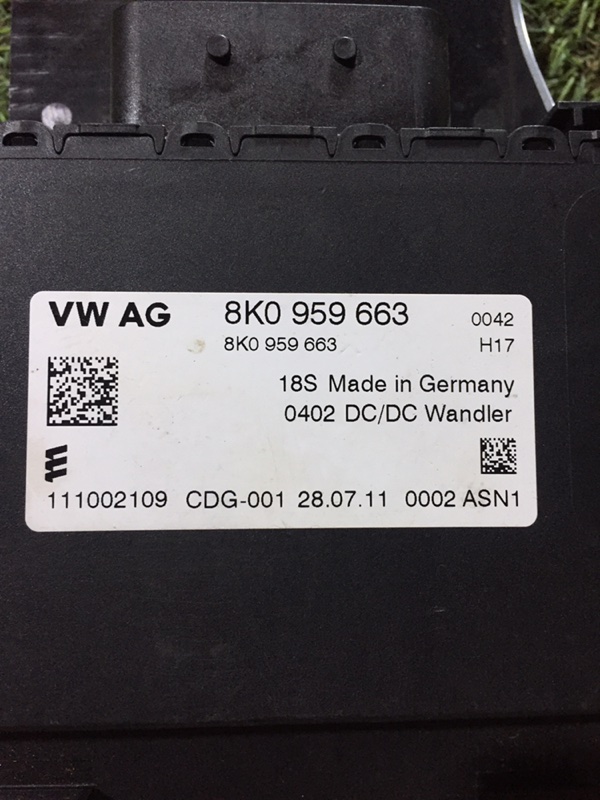 VW AG 8K0 959 663 0042
8K0 959 663 H17
18S Made in Germany
0402 DC/DC Wandler
111002109 CDG-001 28.07.11 0002 ASN1